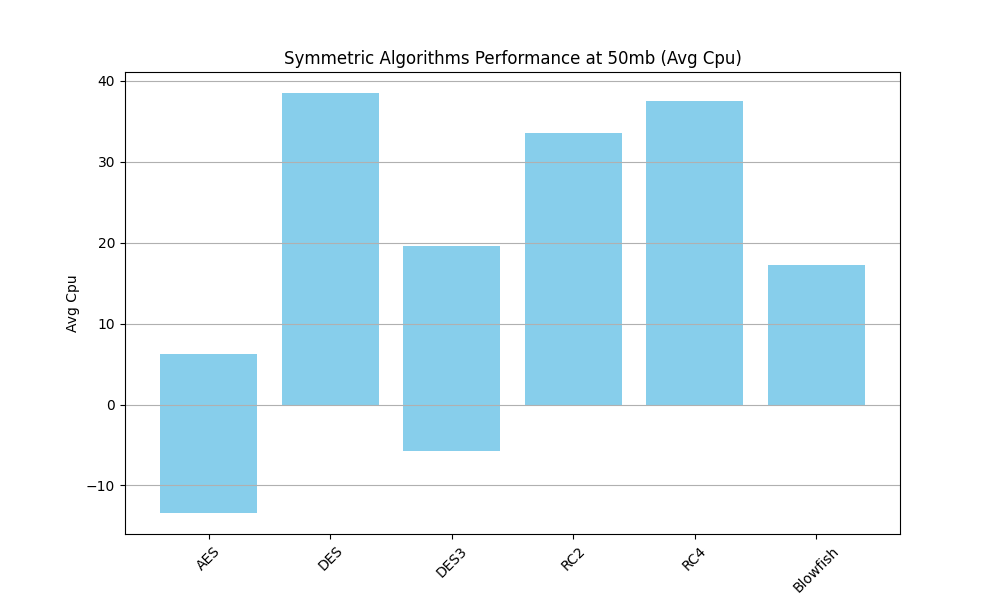 Symmetric Algorithms Performance at 50mb (Avg Cpu)
40
30
20
10
0
−10
Avg Cpu
AES
DES
DES3
RC2
RC4
Blowfish